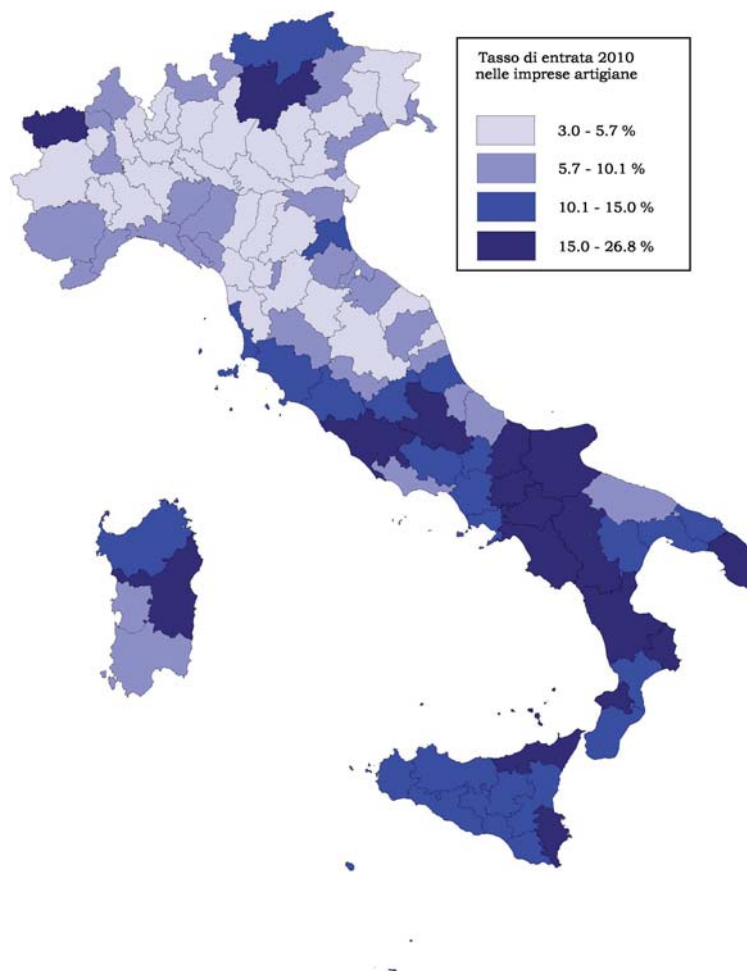 Tasso di entrata 2010
nelle imprese artigiane
3.0 - 5.7 %
5.7 - 10.1 %
10.1 - 15.0 %
15.0 - 26.8 %